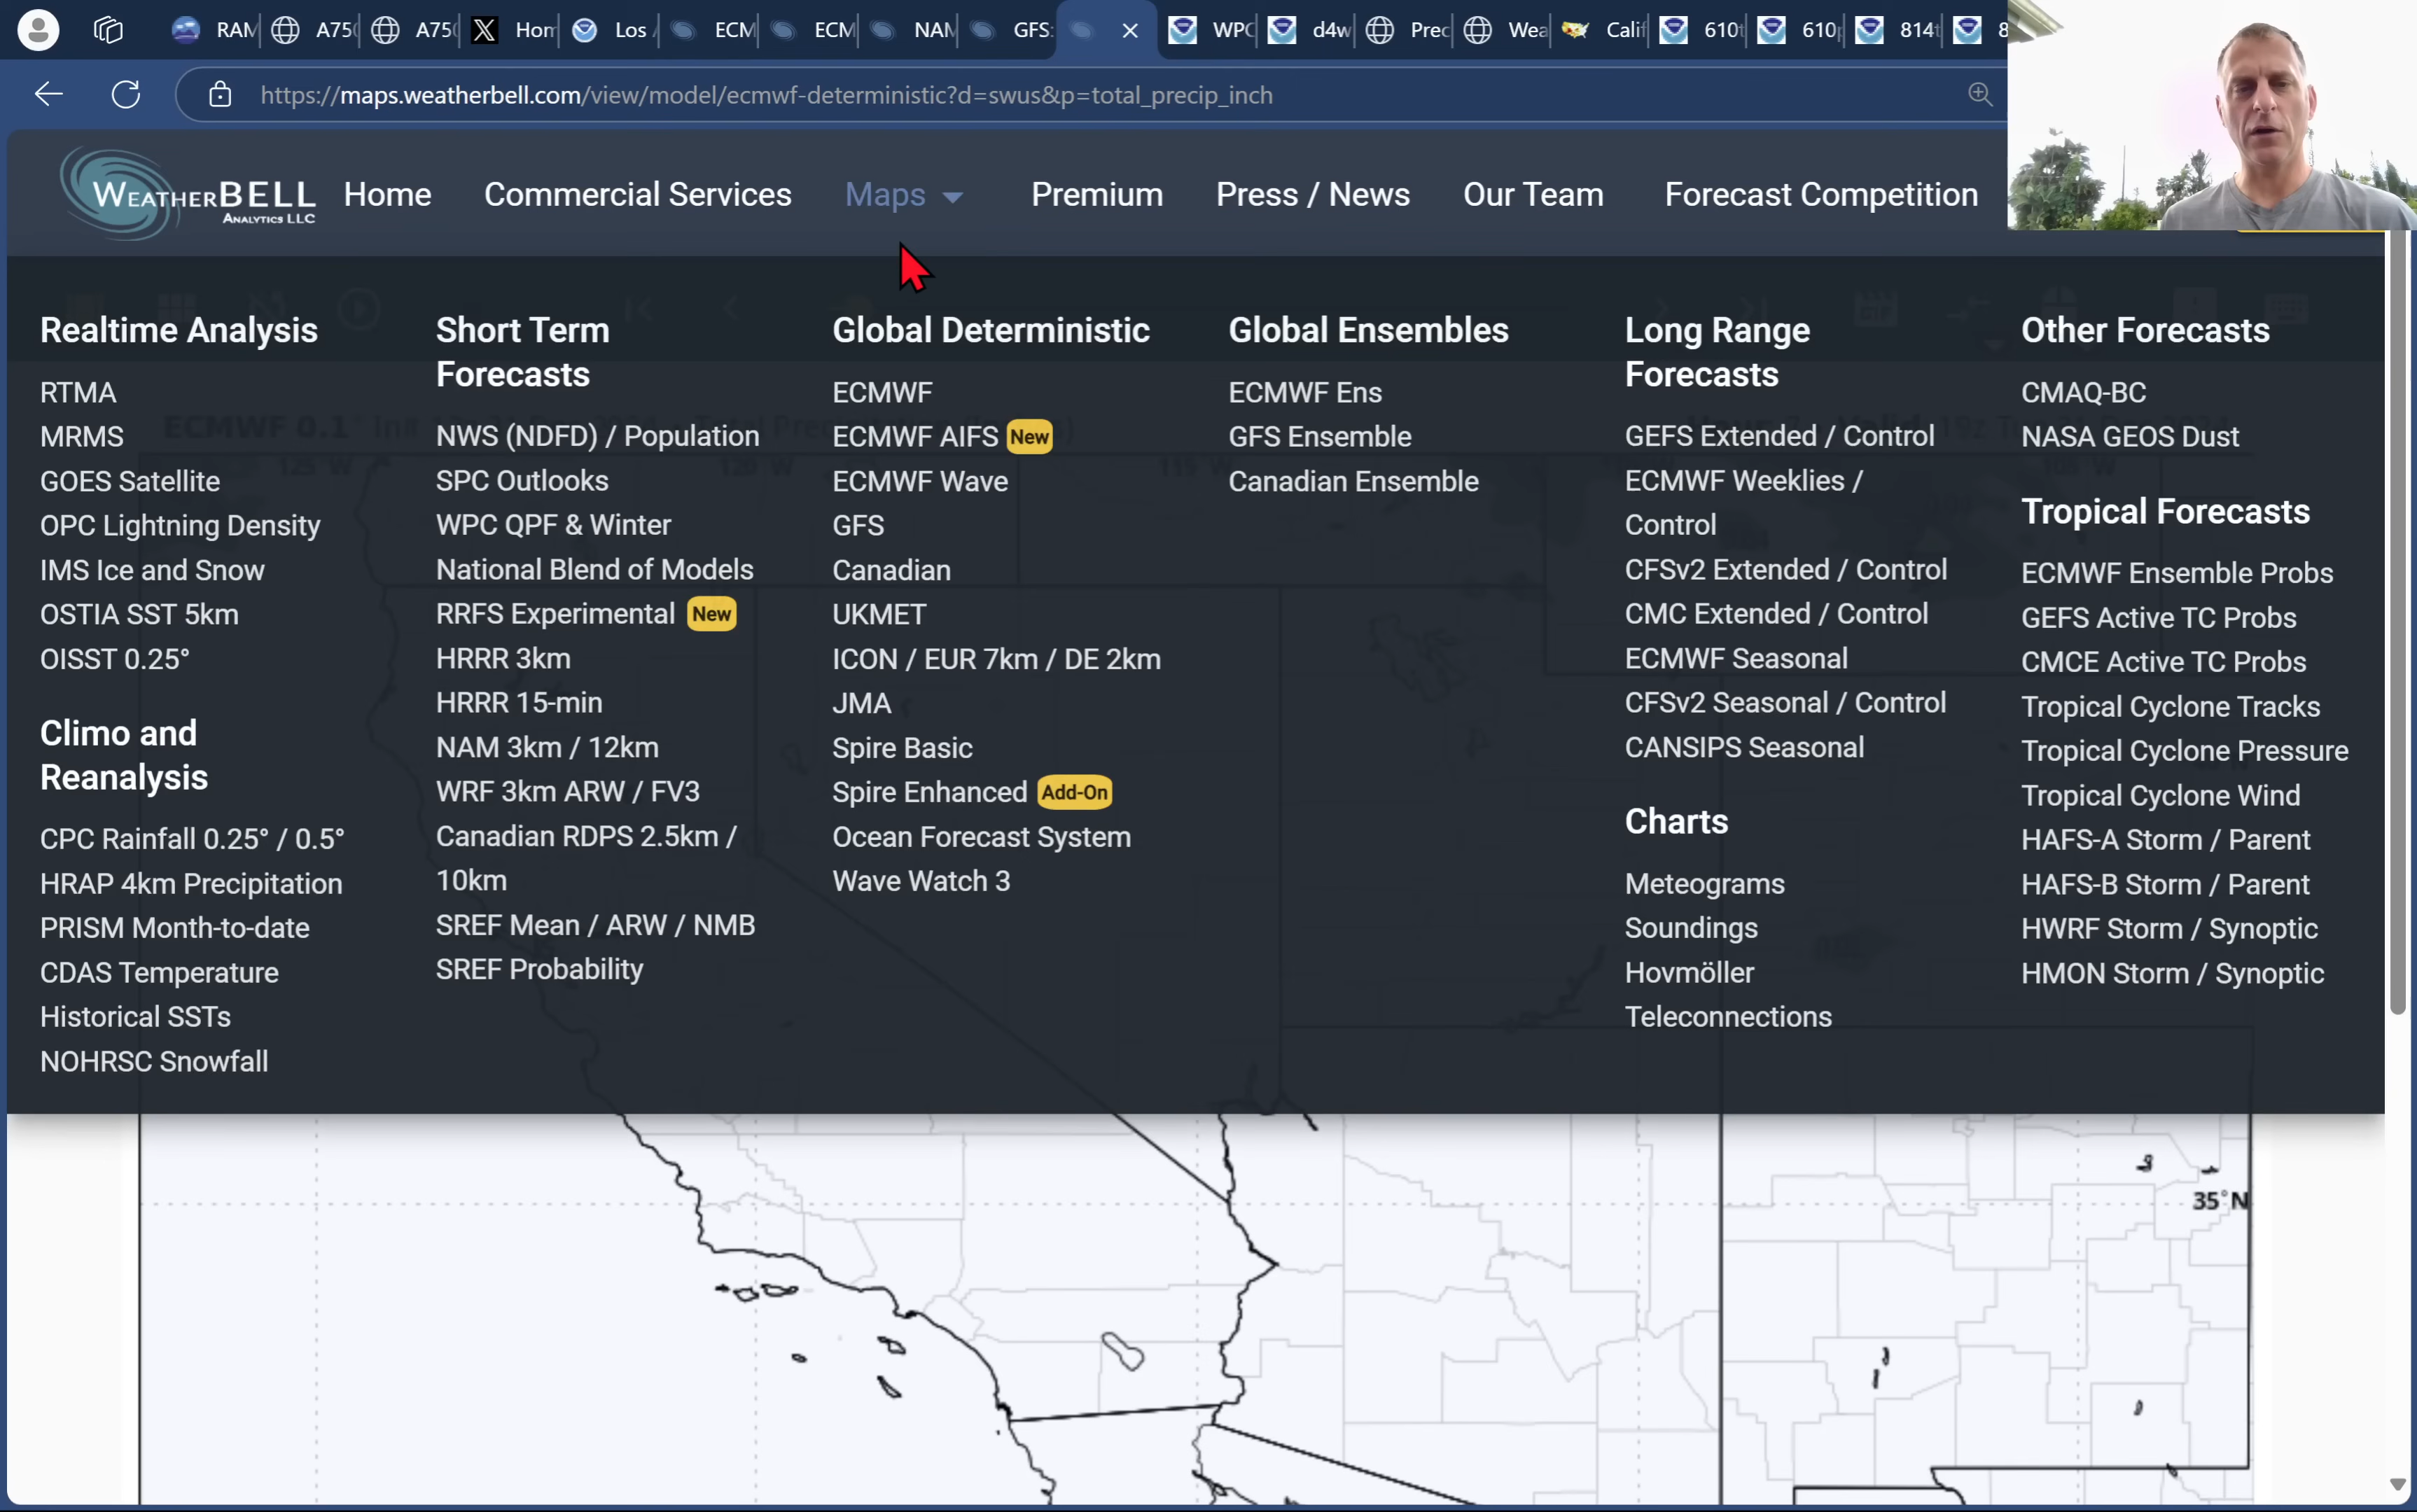 RAM
A75
A75
Hom
Los
ECM
ECM
NAM
GFS:
WPC
d4w
Prec
Wea
Calif
610t
610
814t
8
https://maps.weatherbell.com/view/model/ecmwf-deterministic?d=swus&p=total_precip_inch
WEATHERBELL
ANALYTICS LLC
Home
Commercial Services
Maps
Premium
Press / News
Our Team
Forecast Competition
Realtime Analysis
RTMA
MRMS
GOES Satellite
OPC Lightning Density
IMS Ice and Snow
OSTIA SST 5km
OISST 0.25°
Climo and
Reanalysis
CPC Rainfall 0.25° / 0.5°
HRAP 4km Precipitation
PRISM Month-to-date
CDAS Temperature
Historical SSTs
NOHRSC Snowfall
Short Term
Forecasts
NWS (NDFD) / Population
SPC Outlooks
WPC QPF & Winter
National Blend of Models
RRFS Experimental New
HRRR 3km
HRRR 15-min
NAM 3km / 12km
WRF 3km ARW / FV3
Canadian RDPS 2.5km /
10km
SREF Mean / ARW / NMB
SREF Probability
Global Deterministic
ECMWF
ECMWF AIFS New
ECMWF Wave
GFS
Canadian
UKMET
ICON / EUR 7km / DE 2km
JMA
Spire Basic
Spire Enhanced Add-On
Ocean Forecast System
Wave Watch 3
Global Ensembles
ECMWF Ens
GFS Ensemble
Canadian Ensemble
Long Range
Forecasts
GEFS Extended / Control
ECMWF Weeklies /
Control
CFSv2 Extended / Control
CMC Extended / Control
ECMWF Seasonal
CFSv2 Seasonal / Control
CANSIPS Seasonal
Charts
Meteograms
Soundings
Hovmöller
Teleconnections
Other Forecasts
CMAQ-BC
NASA GEOS Dust
Tropical Forecasts
ECMWF Ensemble Probs
GEFS Active TC Probs
CMCE Active TC Probs
Tropical Cyclone Tracks
Tropical Cyclone Pressure
Tropical Cyclone Wind
HAFS-A Storm / Parent
HAFS-B Storm / Parent
HWRF Storm / Synoptic
HMON Storm / Synoptic
ECMWF 0.1°
35°N